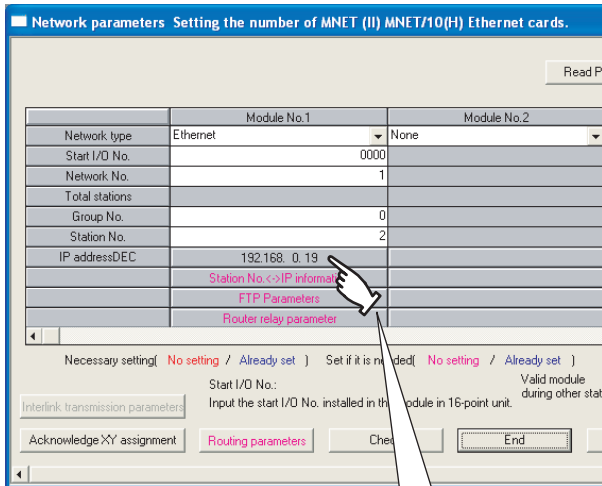 Network parameters Setting the number of MNET (II) MNET/10(H) Ethernet cards.
Read P
Module No.1 Module No.2
Network type Ethernet None
Start I/O No. 0000
Network No. 1
Total stations
Group No. 0
Station No. 2
IP addressDEC 192.168. 0. 19
Station No.<->IP informati
FTP Parameters
Router relay parameter
Necessary setting( No setting / Already set ) Set if it is needed( No setting / Already set )
Start I/O No.: Valid module
Input the start I/O No. installed in the module in 16-point unit. during other stat
Interlink transmission parameters
Acknowledge XY assignment Routing parameters Chec End